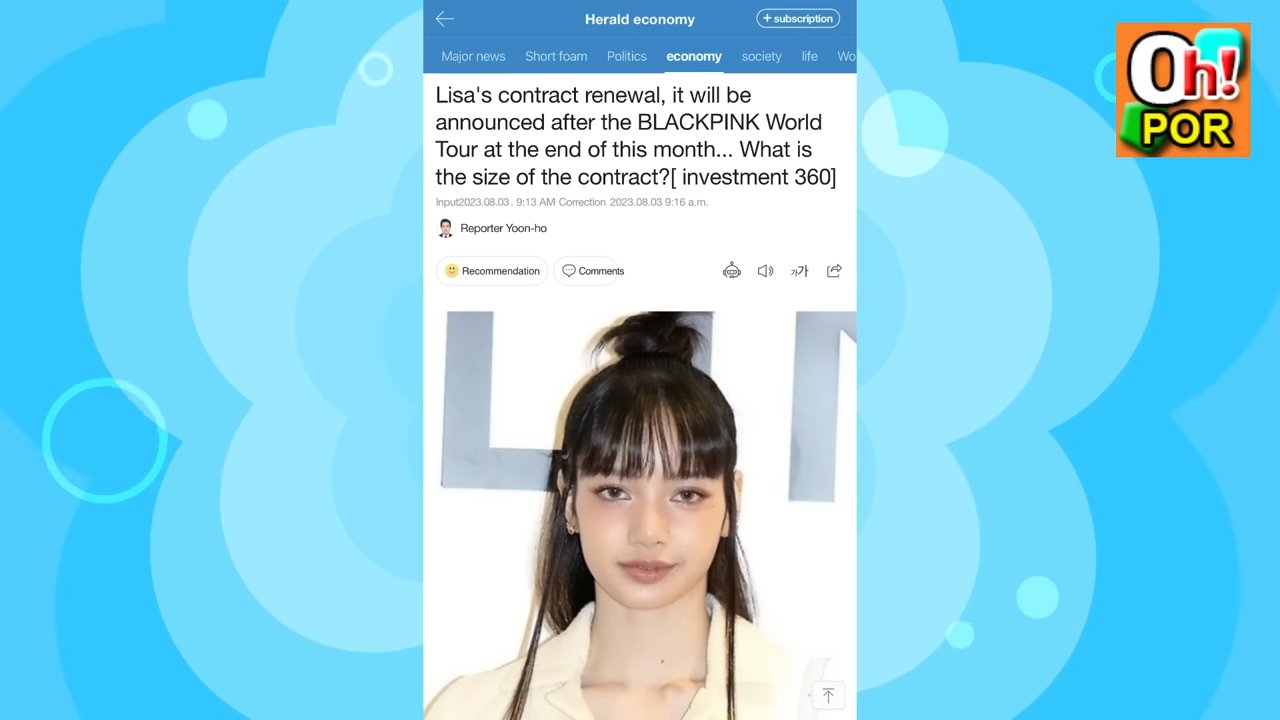 Herald economy
+ subscription
Major news Short foam Politics economy society life Wo
Lisa's contract renewal, it will be
announced after the BLACKPINK World
Tour at the end of this month... What is
the size of the contract?[ investment 360]
Input2023.08.03. 9:13 AM· Correction 2023.08.03 9:16 a.m.
Reporter Yoon-ho
Recommendation
Comments
가가
Oh!
POR